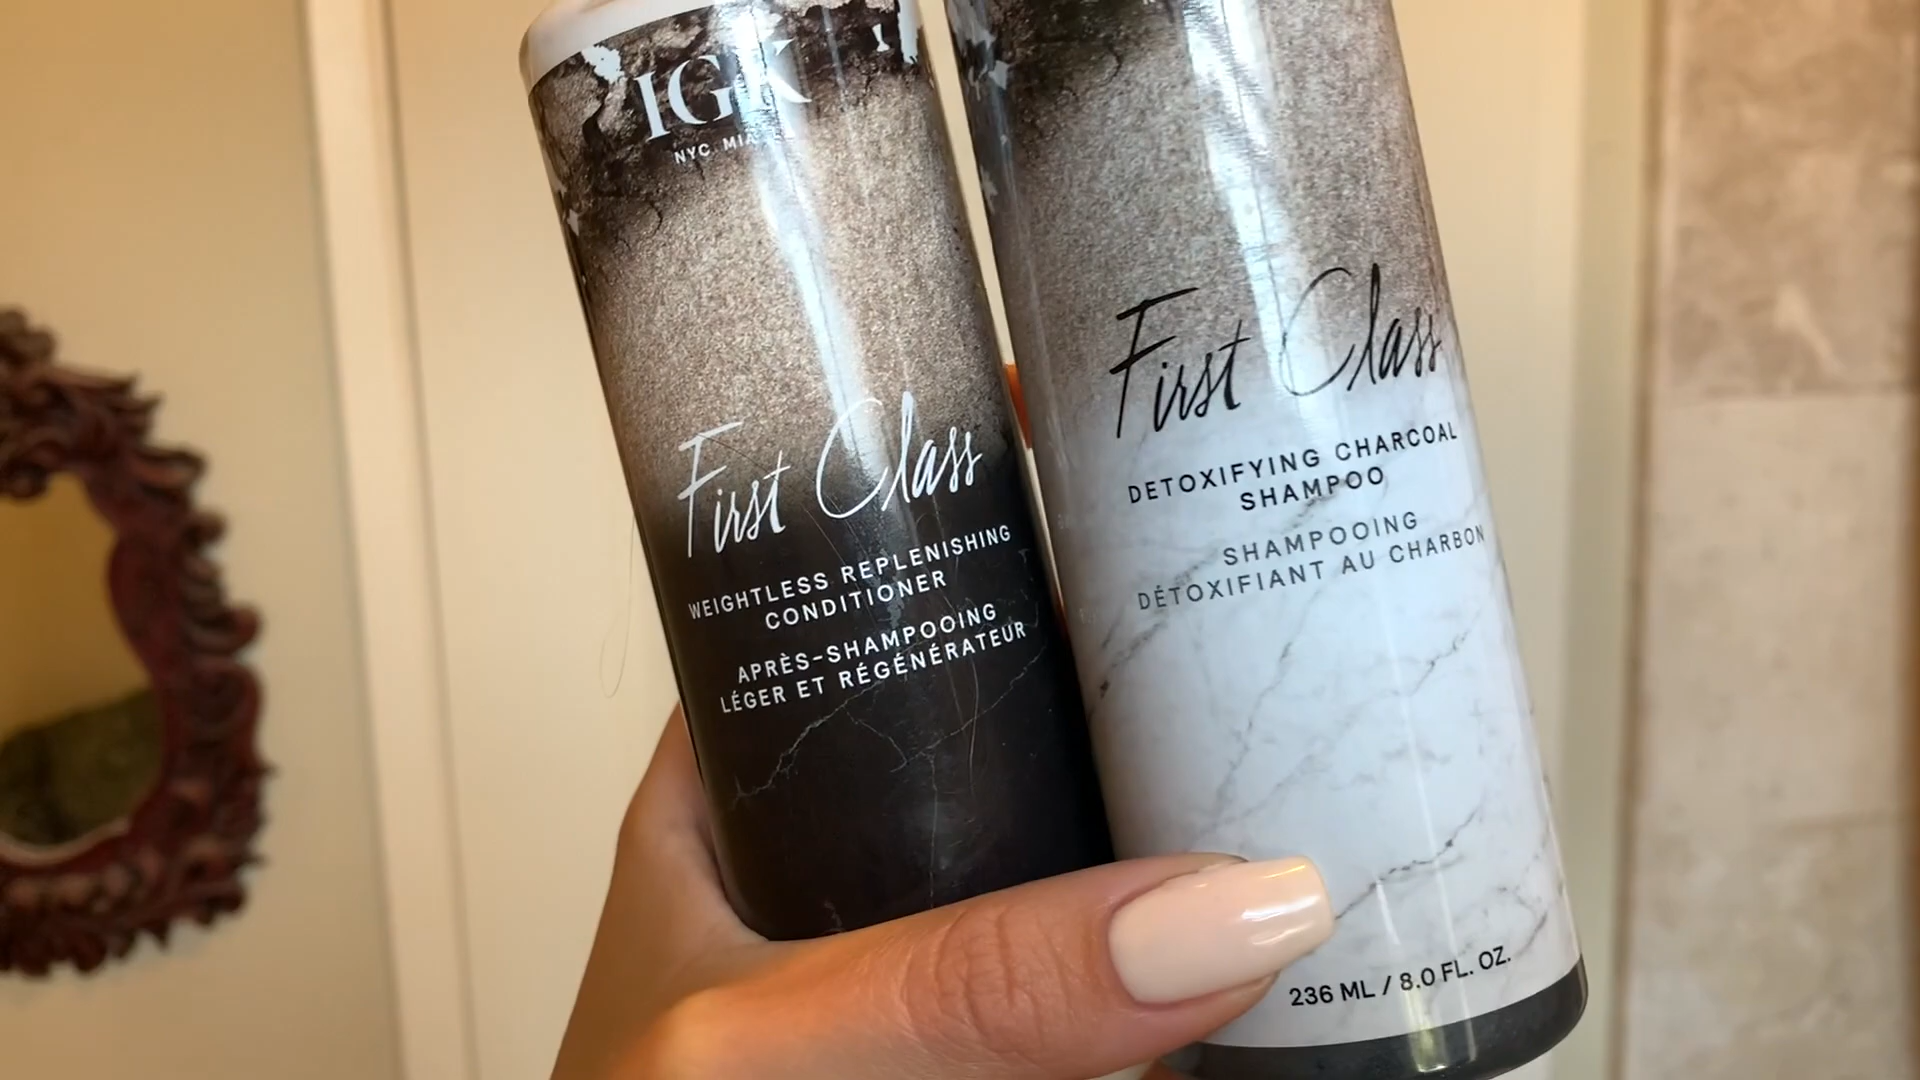 IGK
NYC
First Class
WEIGHTLESS REPLENISHING
CONDITIONER
APRÈS-SHAMPOOING
LÉGER ET RÉGÉNÉRATEUR
First Class
DETOXIFYING CHARCOAL
SHAMPOO
SHAMPOOING
DÉTOXIFIANT AU CHARBON
236 ML / 8.0 FL. OZ.